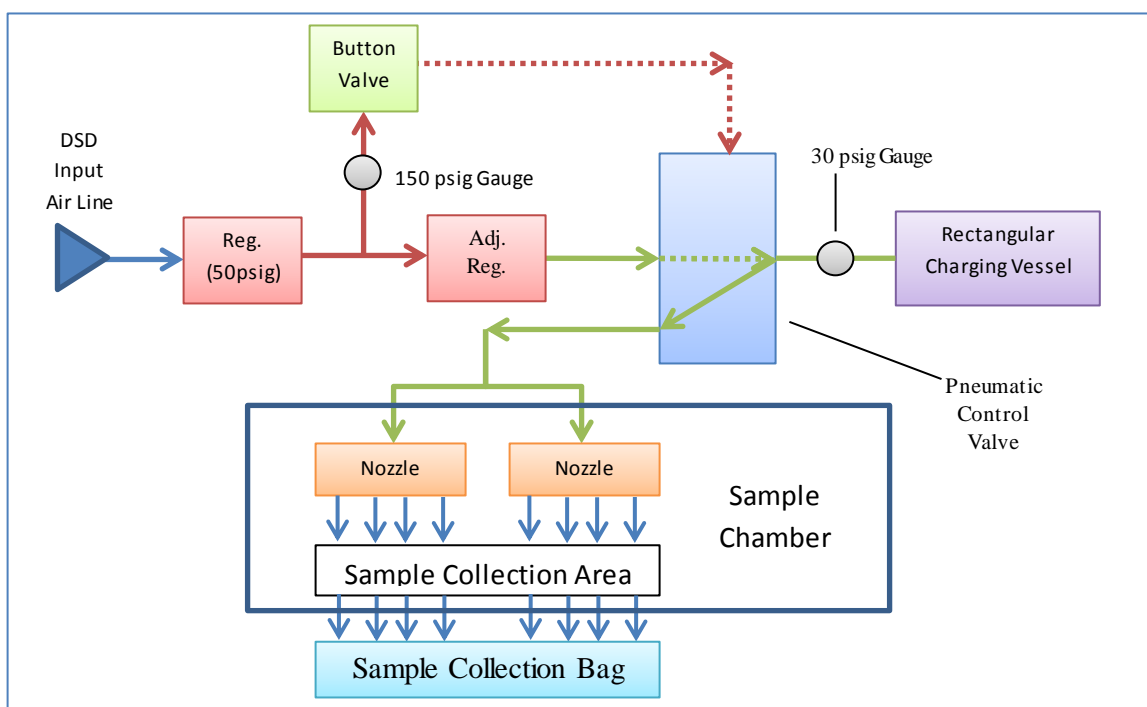 Button
Valve
DSD
Input
Air Line
150 psig Gauge
30 psig Gauge
Reg.
(50psig)
Adj.
Reg.
Rectangular
Charging Vessel
Pneumatic
Control
Valve
Nozzle
Nozzle
Sample
Chamber
Sample Collection Area
Sample Collection Bag